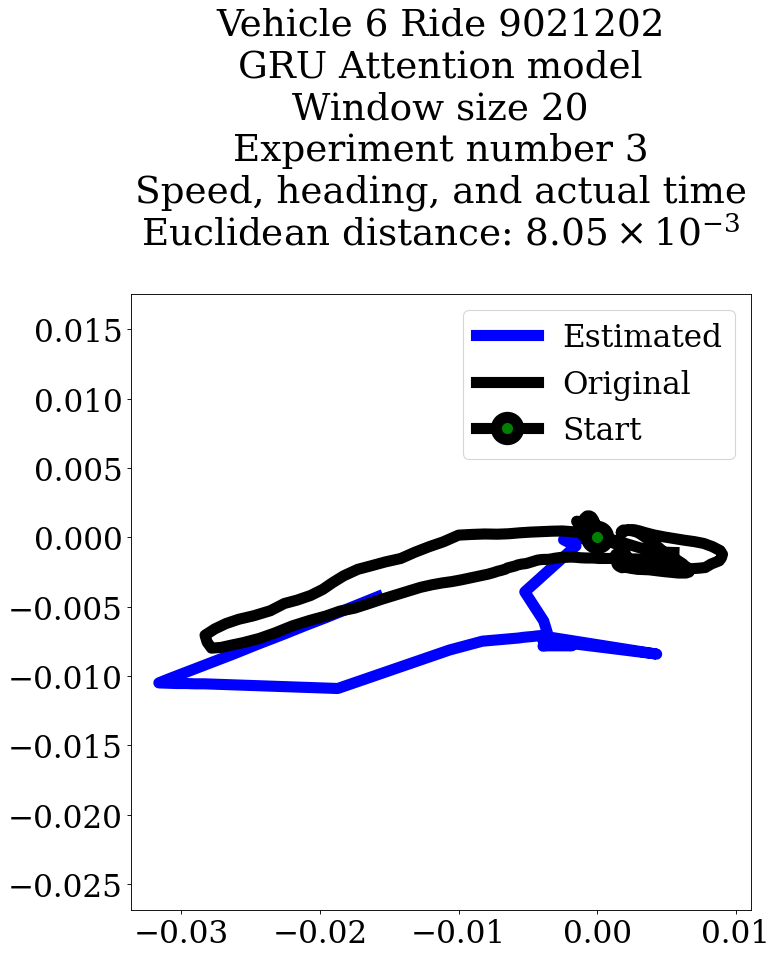 Vehicle 6 Ride 9021202
GRU Attention model
Window size 20
Experiment number 3
Speed, heading, and actual time
Euclidean distance: 8.05 × 10⁻³
Estimated
Original
Start
0.015
0.010
0.005
0.000
−0.005
−0.010
−0.015
−0.020
−0.025
−0.03 −0.02 −0.01 0.00 0.01